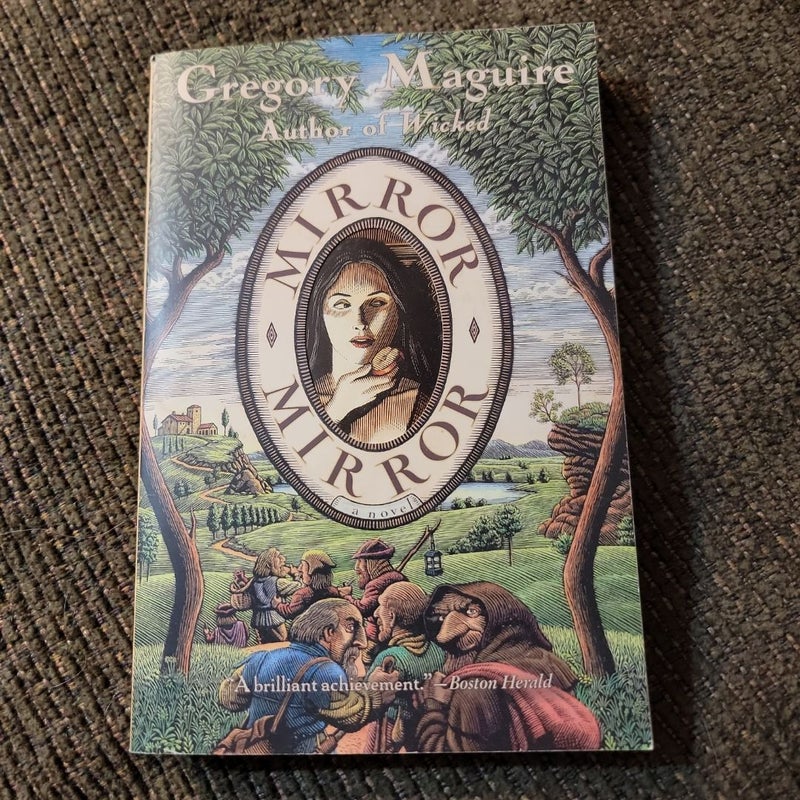 Gregory Maguire
Author of Wicked
MIRROR
MIRROR
a novel
"A brilliant achievement."—Boston Herald